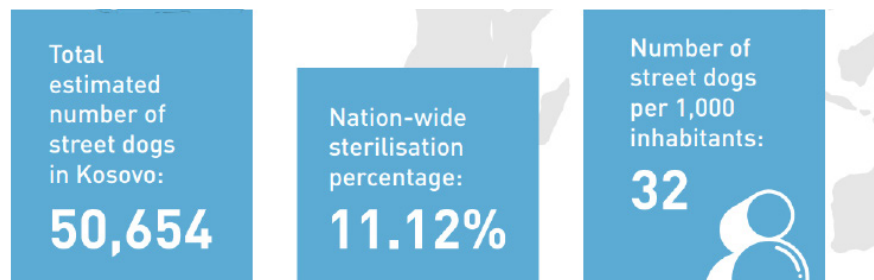 Total
estimated
number of
street dogs
in Kosovo:
50,654
Nation-wide
sterilisation
percentage:
11.12%
Number of
street dogs
per 1,000
inhabitants:
32